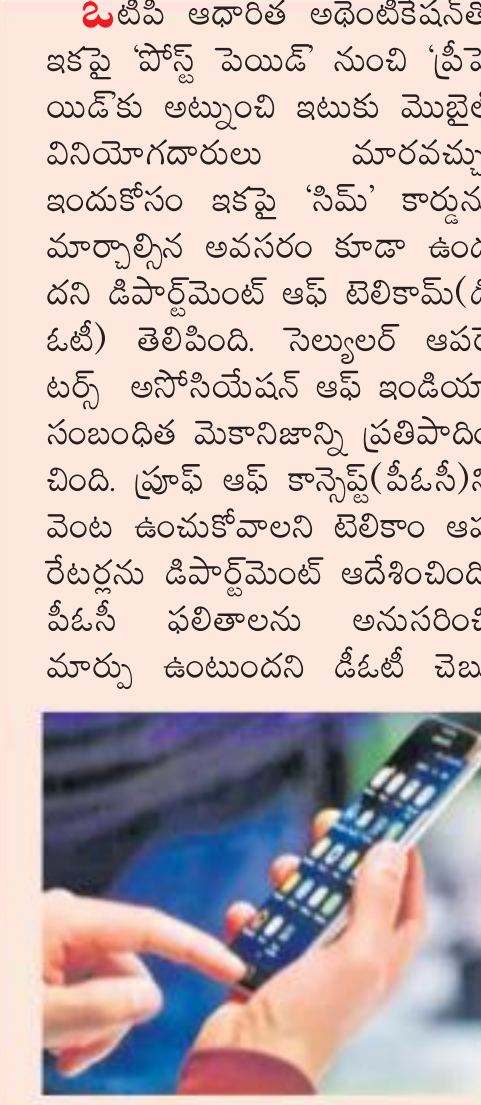 ఓటీపీ ఆధారిత అథెంటికేషన్‌తో
ఇకపై ‘పోస్ట్ పెయిడ్’ నుంచి ‘ప్రీపె
యిడ్’కు అట్నుంచి ఇటుకు మొబైల్
వినియోగదారులు మారవచ్చు
ఇందుకోసం ఇకపై ‘సిమ్’ కార్డును
మార్చాల్సిన అవసరం కూడా ఉండ
దని డిపార్ట్‌మెంట్ ఆఫ్ టెలికామ్(డీ
ఓటీ) తెలిపింది. సెల్యులర్ ఆపరే
టర్స్ అసోసియేషన్ ఆఫ్ ఇండియా
సంబంధిత మెకానిజాన్ని ప్రతిపాదిం
చింది. ప్రూఫ్ ఆఫ్ కాన్సెప్ట్(పీఓసీ)ని
వెంట ఉంచుకోవాలని టెలికాం ఆప
రేటర్లను డిపార్ట్‌మెంట్ ఆదేశించింది
పీఓసీ ఫలితాలను అనుసరించి
మార్పు ఉంటుందని డీఓటీ చెబు